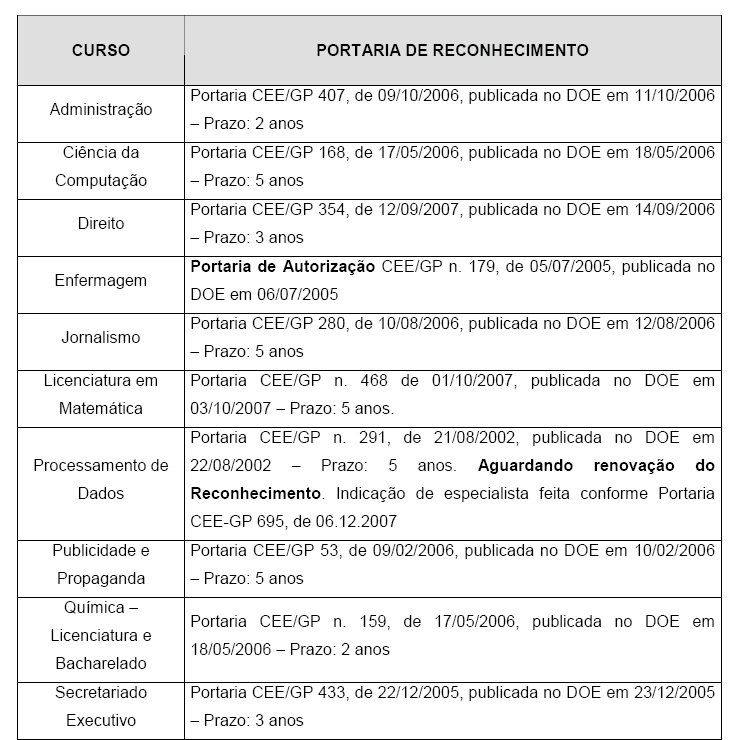 CURSO
PORTARIA DE RECONHECIMENTO
Administração
Portaria CEE/GP 407, de 09/10/2006, publicada no DOE em 11/10/2006
– Prazo: 2 anos
Ciência da
Computação
Portaria CEE/GP 168, de 17/05/2006, publicada no DOE em 18/05/2006
– Prazo: 5 anos
Direito
Portaria CEE/GP 354, de 12/09/2007, publicada no DOE em 14/09/2006
– Prazo: 3 anos
Enfermagem
Portaria de Autorização CEE/GP n. 179, de 05/07/2005, publicada no
DOE em 06/07/2005
Jornalismo
Portaria CEE/GP 280, de 10/08/2006, publicada no DOE em 12/08/2006
– Prazo: 5 anos
Licenciatura em
Matemática
Portaria CEE/GP n. 468 de 01/10/2007, publicada no DOE em
03/10/2007 – Prazo: 5 anos.
Processamento de
Dados
Portaria CEE/GP n. 291, de 21/08/2002, publicada no DOE em
22/08/2002 – Prazo: 5 anos. Aguardando renovação do
Reconhecimento. Indicação de especialista feita conforme Portaria
CEE-GP 695, de 06.12.2007
Publicidade e
Propaganda
Portaria CEE/GP 53, de 09/02/2006, publicada no DOE em 10/02/2006
– Prazo: 5 anos
Química –
Licenciatura e
Bacharelado
Portaria CEE/GP n. 159, de 17/05/2006, publicada no DOE em
18/05/2006 – Prazo: 2 anos
Secretariado
Executivo
Portaria CEE/GP 433, de 22/12/2005, publicada no DOE em 23/12/2005
– Prazo: 3 anos